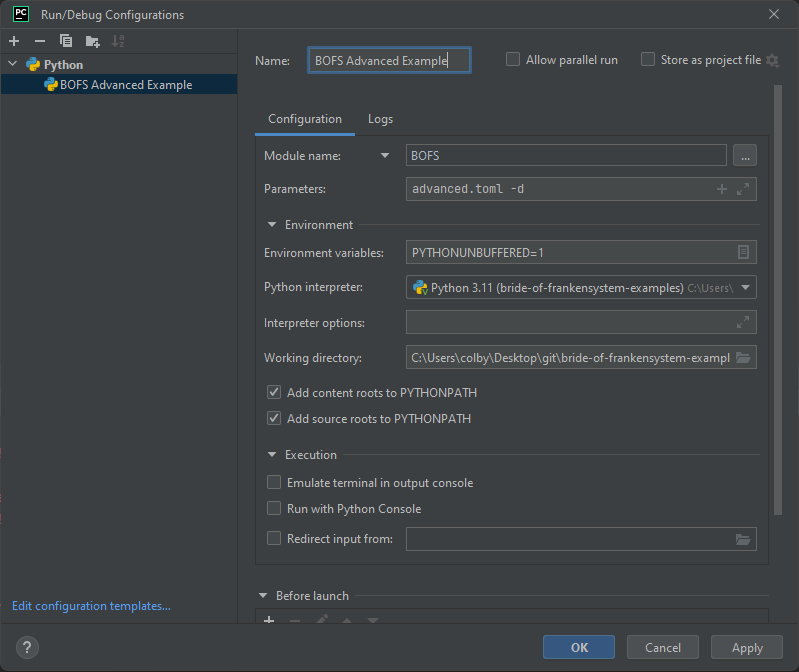 PC Run/Debug Configurations
Python
BOFS Advanced Example
Name: BOFS Advanced Example Allow parallel run Store as project file
Configuration Logs
Module name: BOFS ...
Parameters: advanced.toml -d
Environment
Environment variables: PYTHONUNBUFFERED=1
Python interpreter: Python 3.11 (bride-of-frankensystem-examples) C:\Users\
Interpreter options:
Working directory: C:\Users\colby\Desktop\git\bride-of-frankensystem-exampl
Add content roots to PYTHONPATH
Add source roots to PYTHONPATH
Execution
Emulate terminal in output console
Run with Python Console
Redirect input from:
Before launch
Edit configuration templates...
? OK Cancel Apply